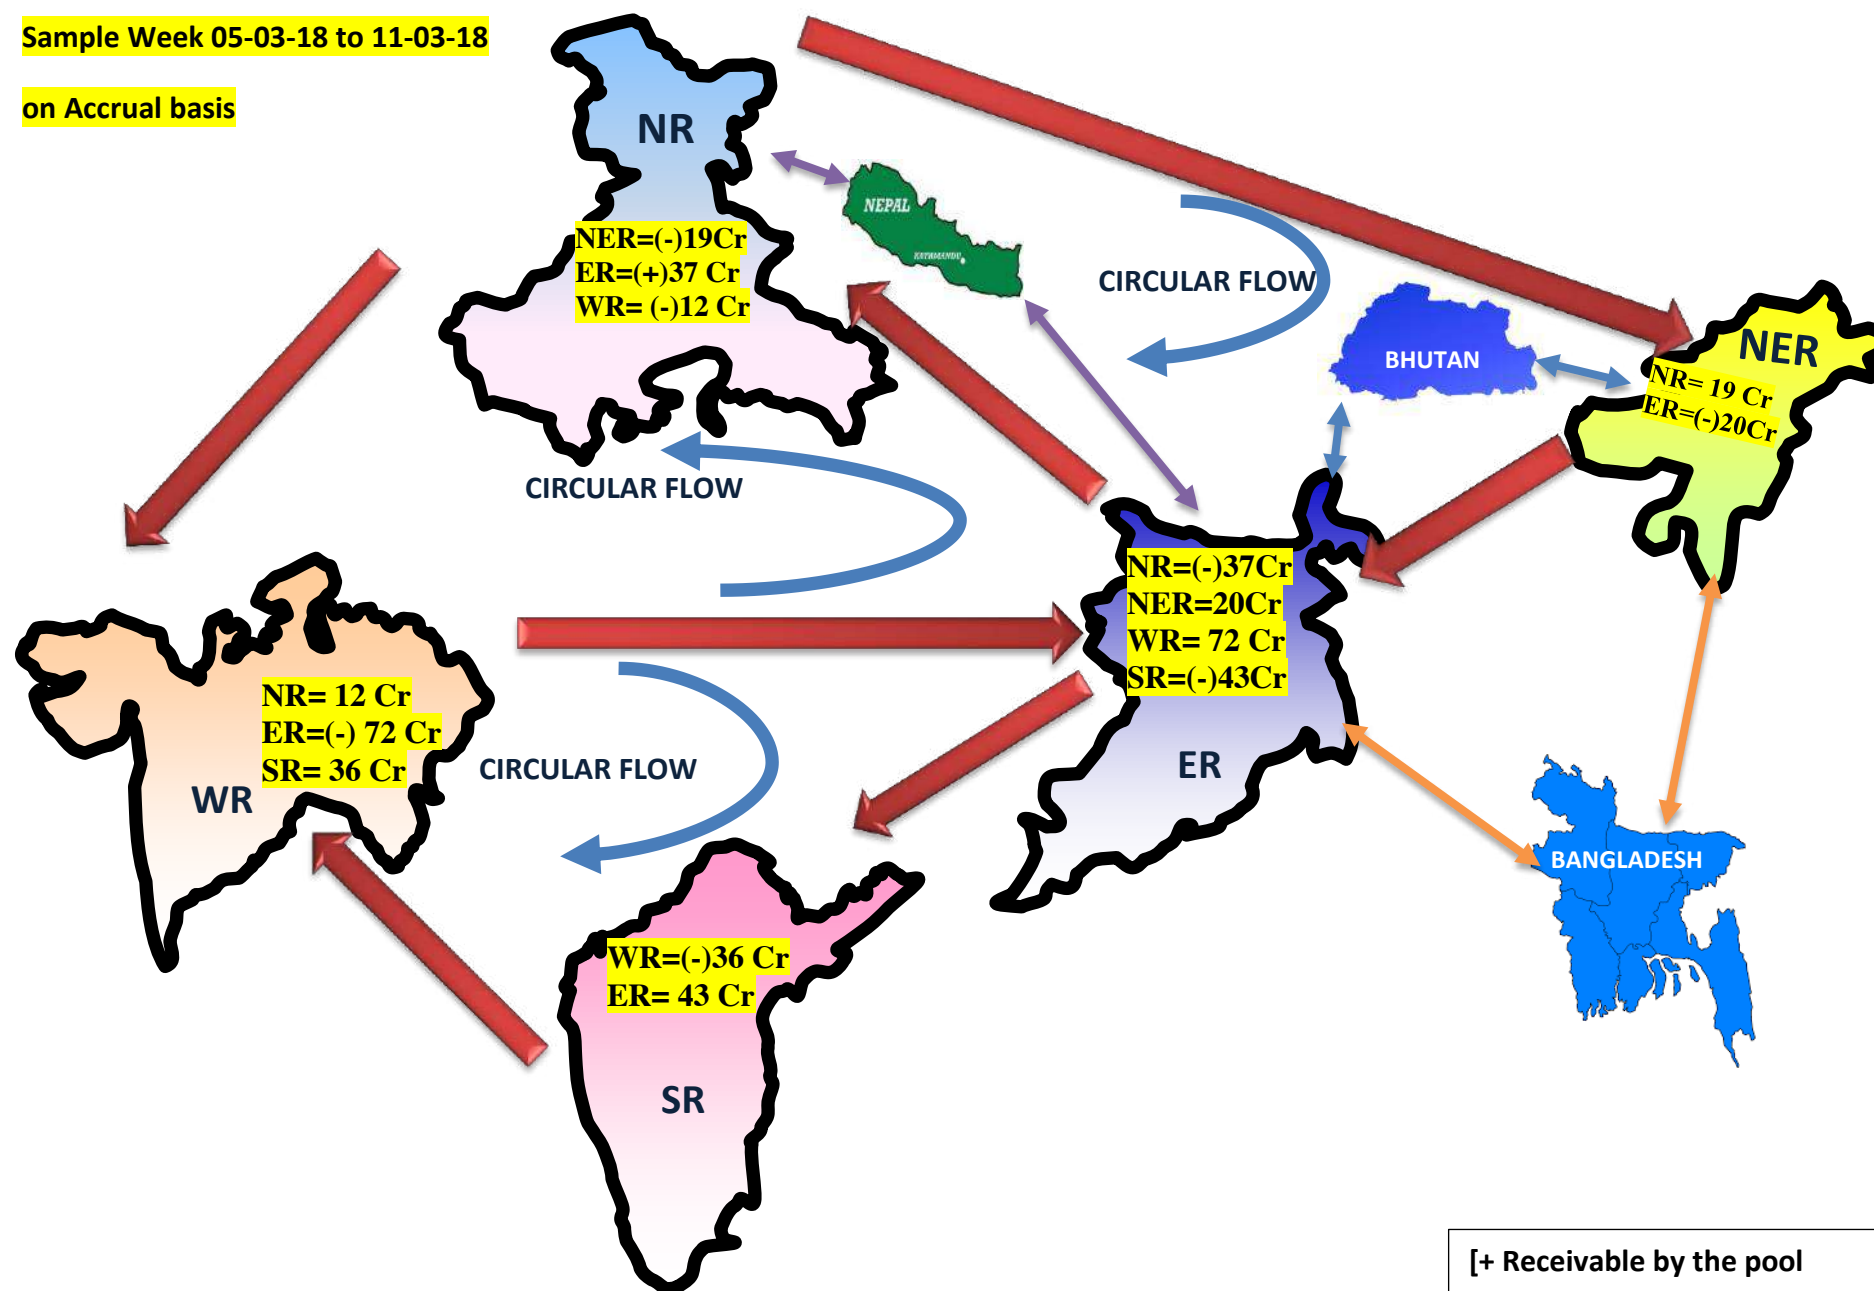 Sample Week 05-03-18 to 11-03-18
on Accrual basis
NR
NER=(-)19Cr
ER=(+)37 Cr
WR= (-)12 Cr
NEPAL
KATHMANDU
CIRCULAR FLOW
BHUTAN
NER
NR= 19 Cr
ER=(-)20Cr
CIRCULAR FLOW
NR=(-)37Cr
NER=20Cr
WR= 72 Cr
SR=(-)43Cr
ER
NR= 12 Cr
ER=(-) 72 Cr
SR= 36 Cr
WR
CIRCULAR FLOW
BANGLADESH
WR=(-)36 Cr
ER= 43 Cr
SR
[+ Receivable by the pool